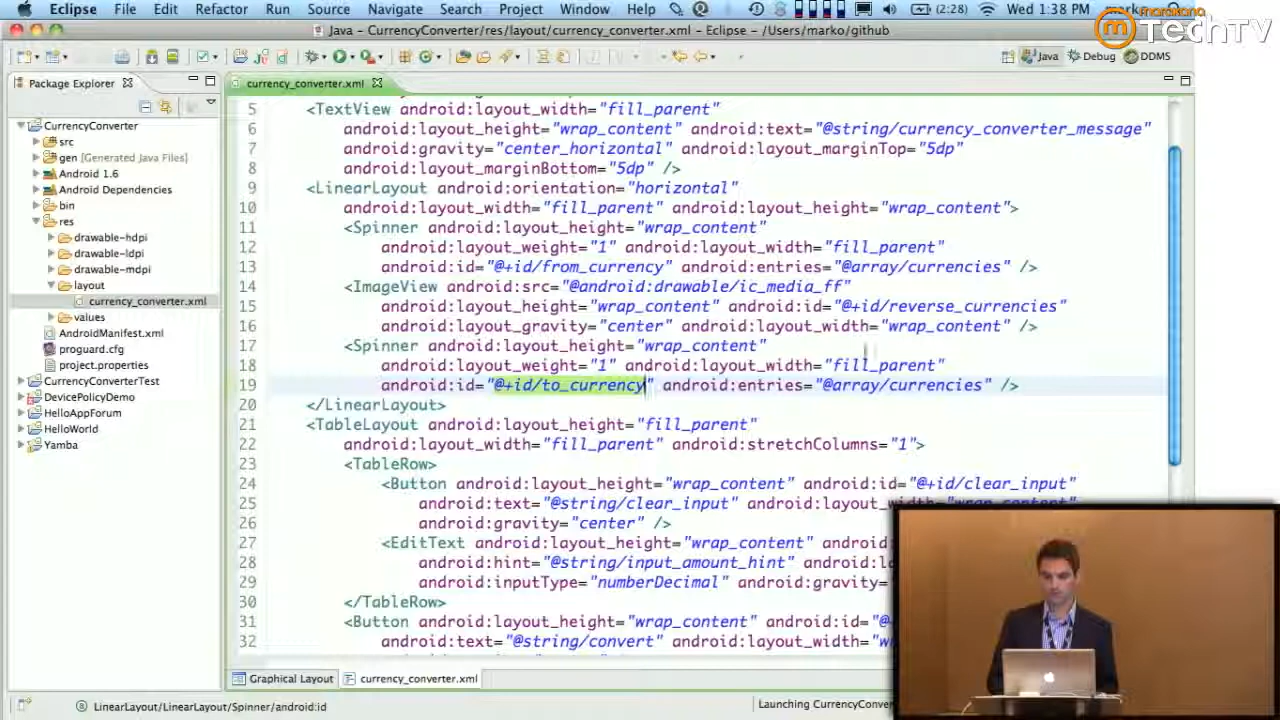 Eclipse File Edit Refactor Run Source Navigate Search Project Window Help (2:28) Wed 1:38 PM
marakana TechTV
Java - CurrencyConverter/res/layout/currency_converter.xml - Eclipse - /Users/marko/github
Java Debug DDMS
Package Explorer
CurrencyConverter
src
gen [Generated Java Files]
Android 1.6
Android Dependencies
bin
res
drawable-hdpi
drawable-ldpi
drawable-mdpi
layout
currency_converter.xml
values
AndroidManifest.xml
proguard.cfg
project.properties
CurrencyConverterTest
DevicePolicyDemo
HelloAppForum
HelloWorld
Yamba
currency_converter.xml
5 <TextView android:layout_width="fill_parent"
6 android:layout_height="wrap_content" android:text="@string/currency_converter_message"
7 android:gravity="center_horizontal" android:layout_marginTop="5dp"
8 android:layout_marginBottom="5dp" />
9 <LinearLayout android:orientation="horizontal"
10 android:layout_width="fill_parent" android:layout_height="wrap_content">
11 <Spinner android:layout_height="wrap_content"
12 android:layout_weight="1" android:layout_width="fill_parent"
13 android:id="@+id/from_currency" android:entries="@array/currencies" />
14 <ImageView android:src="@android:drawable/ic_media_ff"
15 android:layout_height="wrap_content" android:id="@+id/reverse_currencies"
16 android:layout_gravity="center" android:layout_width="wrap_content" />
17 <Spinner android:layout_height="wrap_content"
18 android:layout_weight="1" android:layout_width="fill_parent"
19 android:id="@+id/to_currency" android:entries="@array/currencies" />
20 </LinearLayout>
21 <TableLayout android:layout_height="fill_parent"
22 android:layout_width="fill_parent" android:stretchColumns="1">
23 <TableRow>
24 <Button android:layout_height="wrap_content" android:id="@+id/clear_input"
25 android:text="@string/clear_input" android:layout_width="wrap_content"
26 android:gravity="center" />
27 <EditText android:layout_height="wrap_content"
28 android:hint="@string/input_amount_hint"
29 android:inputType="numberDecimal" android:gravity=
30 </TableRow>
31 <Button android:layout_height="wrap_content" android:id="@
32 android:text="@string/convert" android:layout_width="w
Graphical Layout currency_converter.xml
LinearLayout/LinearLayout/Spinner/android:id
Launching CurrencyConver